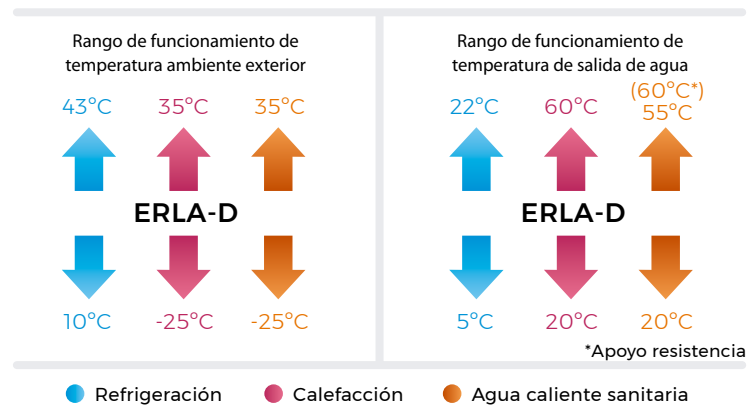 Rango de funcionamiento de
temperatura ambiente exterior
43°C 35°C 35°C
ERLA-D
10°C -25°C -25°C
Rango de funcionamiento de
temperatura de salida de agua
(60°C*)
22°C 60°C 55°C
ERLA-D
5°C 20°C 20°C
*Apoyo resistencia
Refrigeración Calefacción Agua caliente sanitaria